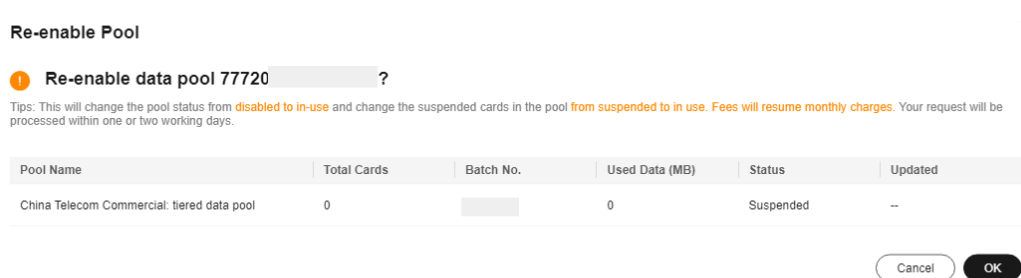 Re-enable Pool
! Re-enable data pool 77720 ?
Tips: This will change the pool status from disabled to in-use and change the suspended cards in the pool from suspended to in use. Fees will resume monthly charges. Your request will be
processed within one or two working days.
Pool Name Total Cards Batch No. Used Data (MB) Status Updated
China Telecom Commercial: tiered data pool 0 0 Suspended --
Cancel OK